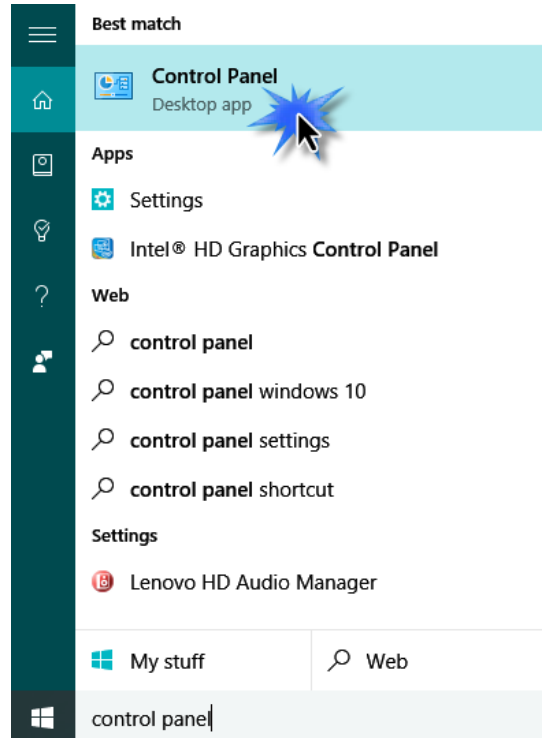 Best match
Control Panel
Desktop app
Apps
Settings
Intel® HD Graphics Control Panel
Web
control panel
control panel windows 10
control panel settings
control panel shortcut
Settings
Lenovo HD Audio Manager
My stuff
Web
control panel